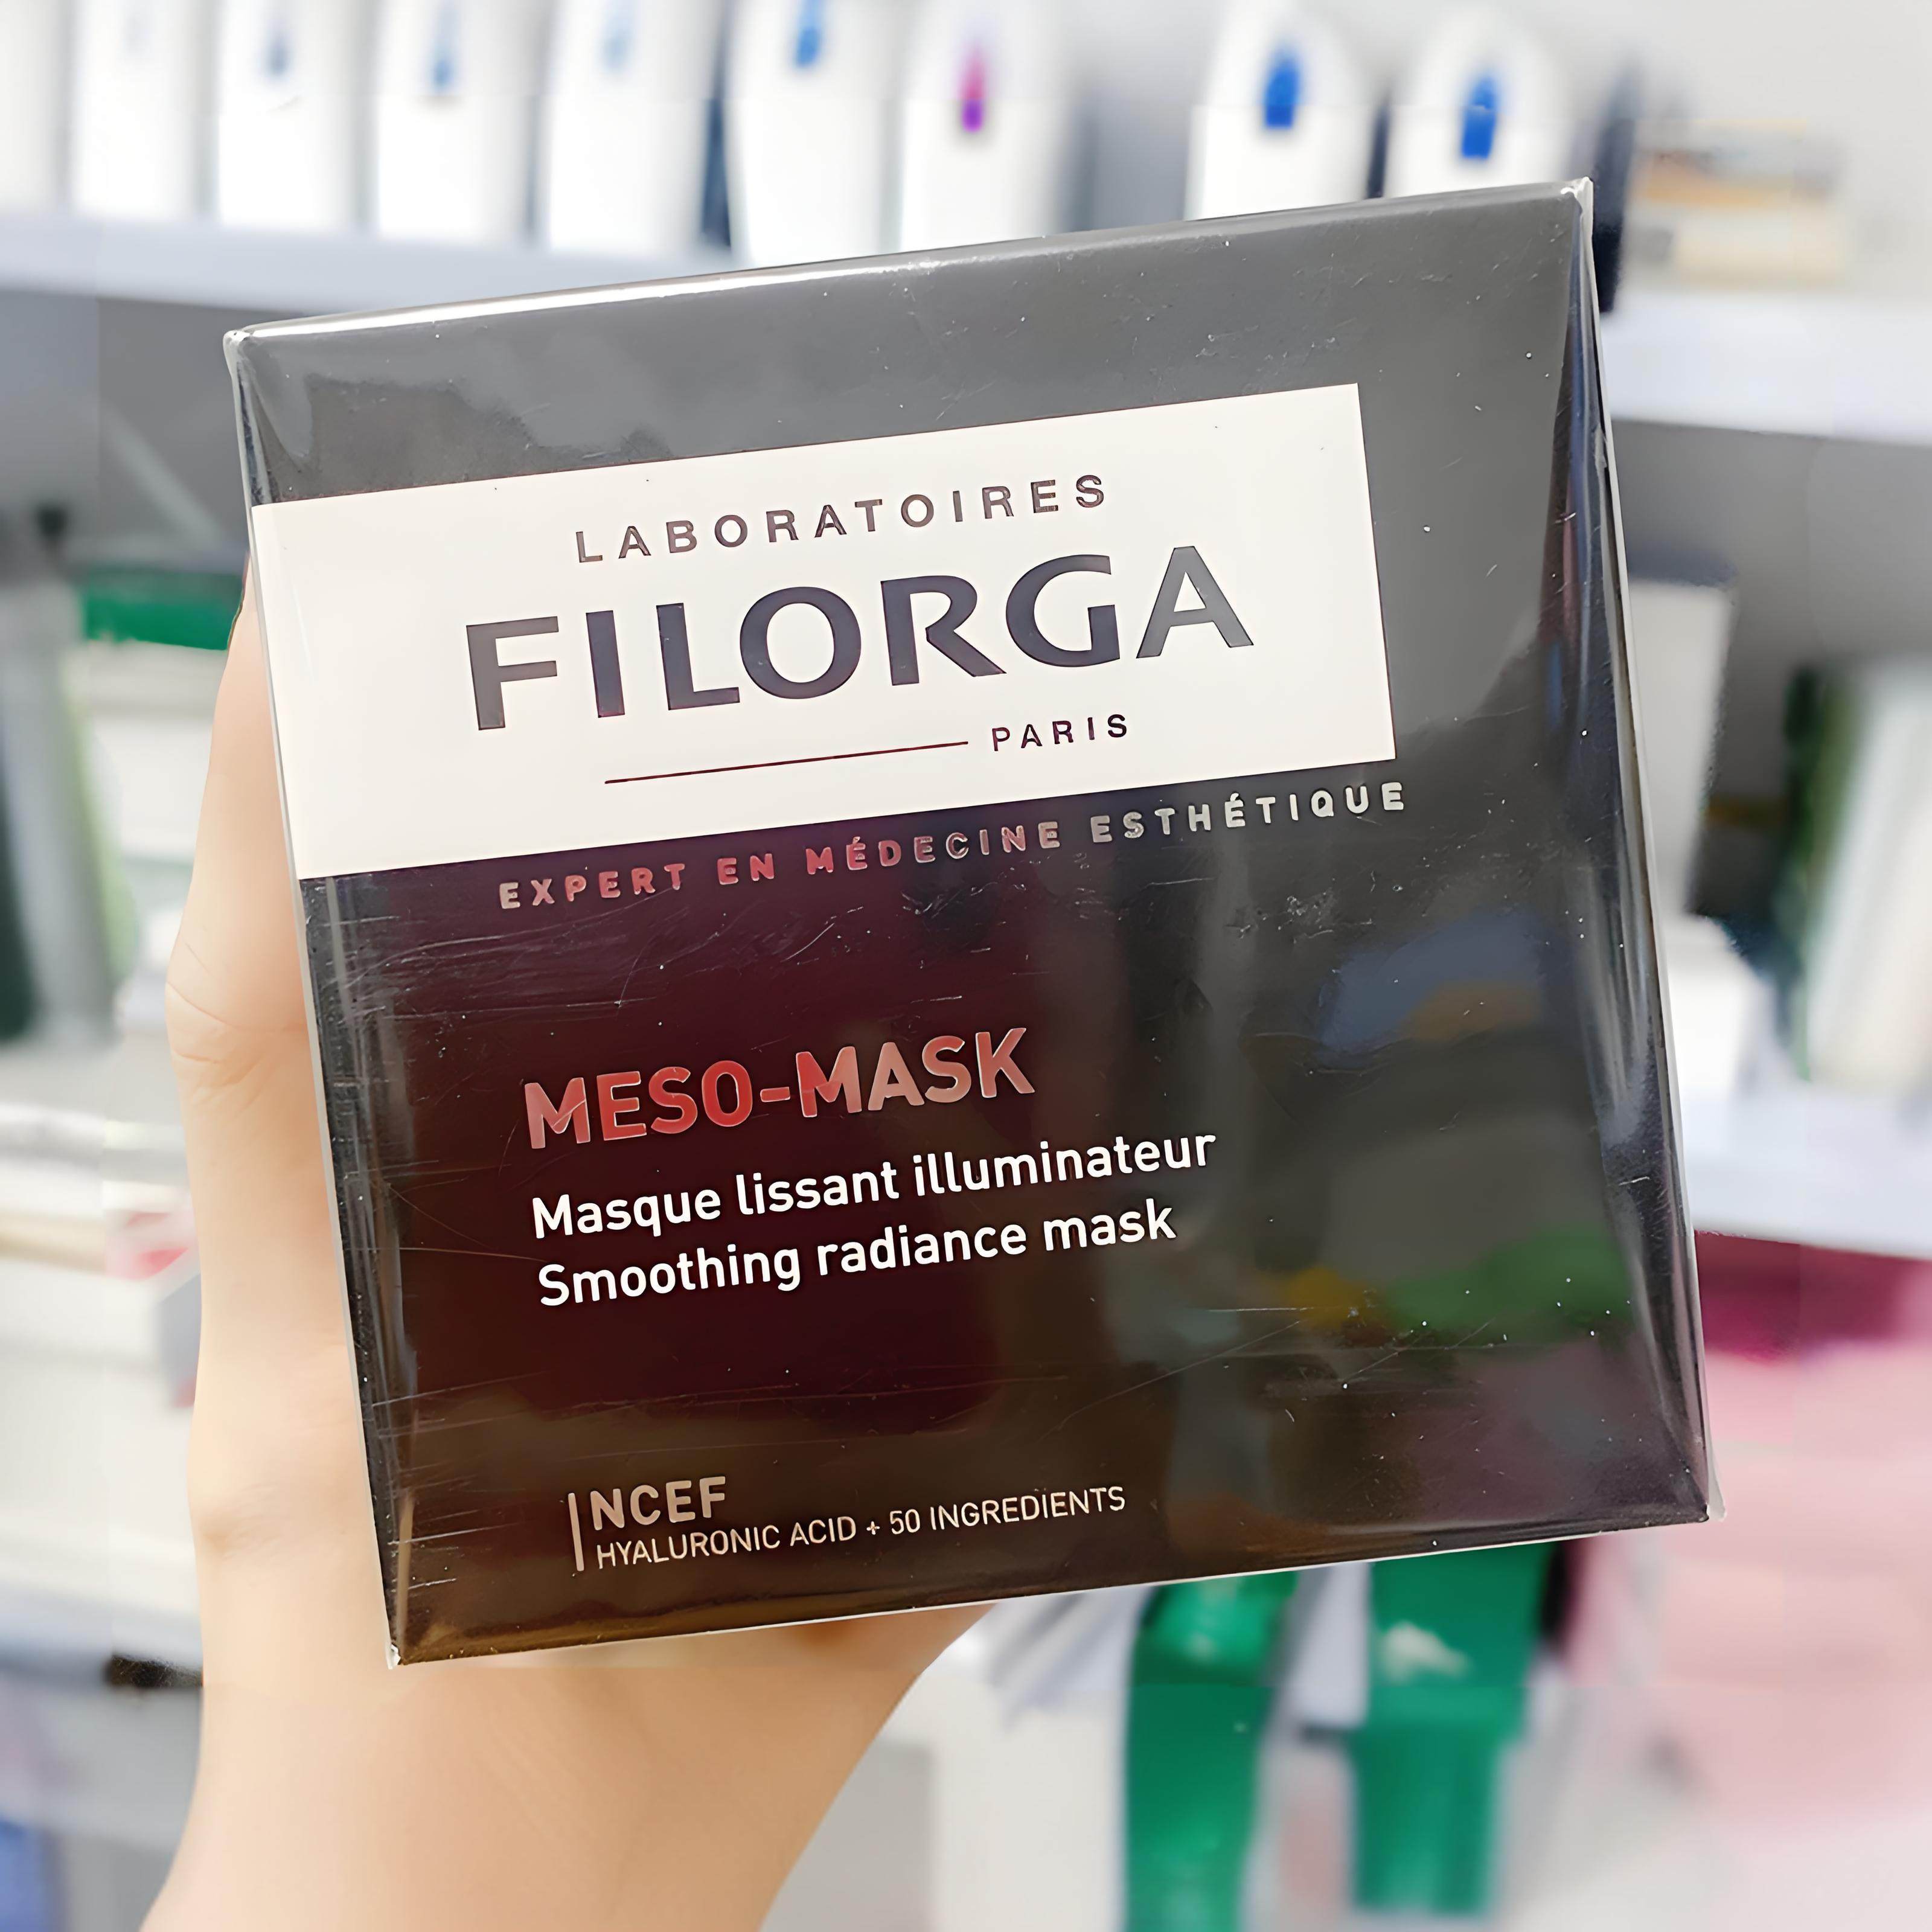 LABORATOIRES
FILORGA
PARIS
EXPERT EN MÉDECINE ESTHÉTIQUE
MESO-MASK
Masque lissant illuminateur
Smoothing radiance mask
NCEF
HYALURONIC ACID + 50 INGREDIENTS